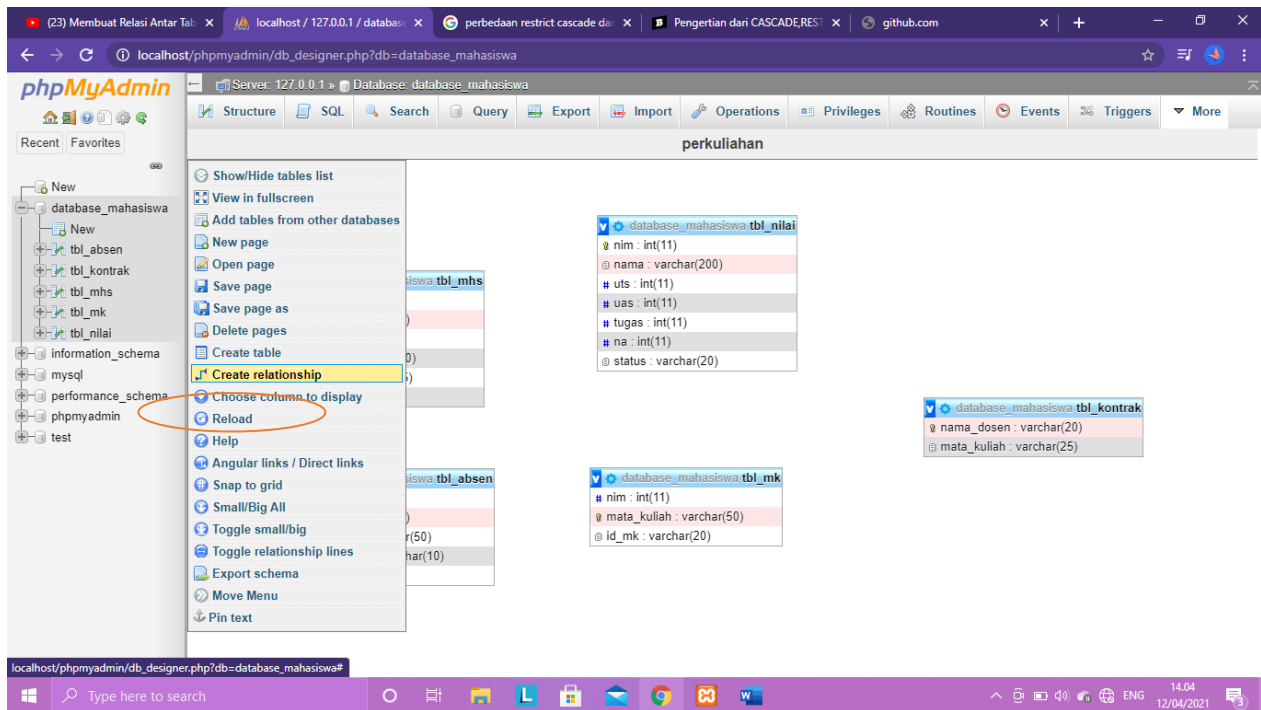 (23) Membuat Relasi Antar Tab
localhost / 127.0.0.1 / databas
perbedaan restrict cascade dan
Pengertian dari CASCADE,REST
github.com
localhost/phpmyadmin/db_designer.php?db=database_mahasiswa
phpMyAdmin
Server: 127.0.0.1 » Database: database_mahasiswa
Structure SQL Search Query Export Import Operations Privileges Routines Events Triggers More
Recent Favorites
perkuliahan
New
database_mahasiswa
New
tbl_absen
tbl_kontrak
tbl_mhs
tbl_mk
tbl_nilai
information_schema
mysql
performance_schema
phpmyadmin
test
Show/Hide tables list
View in fullscreen
Add tables from other databases
New page
Open page
Save page
Save page as
Delete pages
Create table
Create relationship
Choose column to display
Reload
Help
Angular links / Direct links
Snap to grid
Small/Big All
Toggle small/big
Toggle relationship lines
Export schema
Move Menu
Pin text
siswa tbl_mhs
)
0)
5)
siswa tbl_absen
)
r(50)
har(10)
database_mahasiswa tbl_nilai
nim : int(11)
nama : varchar(200)
uts : int(11)
uas : int(11)
tugas : int(11)
na : int(11)
status : varchar(20)
database_mahasiswa tbl_mk
nim : int(11)
mata_kuliah : varchar(50)
id_mk : varchar(20)
database_mahasiswa tbl_kontrak
nama_dosen : varchar(20)
mata_kuliah : varchar(25)
localhost/phpmyadmin/db_designer.php?db=database_mahasiswa#
Type here to search
ENG
14.04
12/04/2021
3